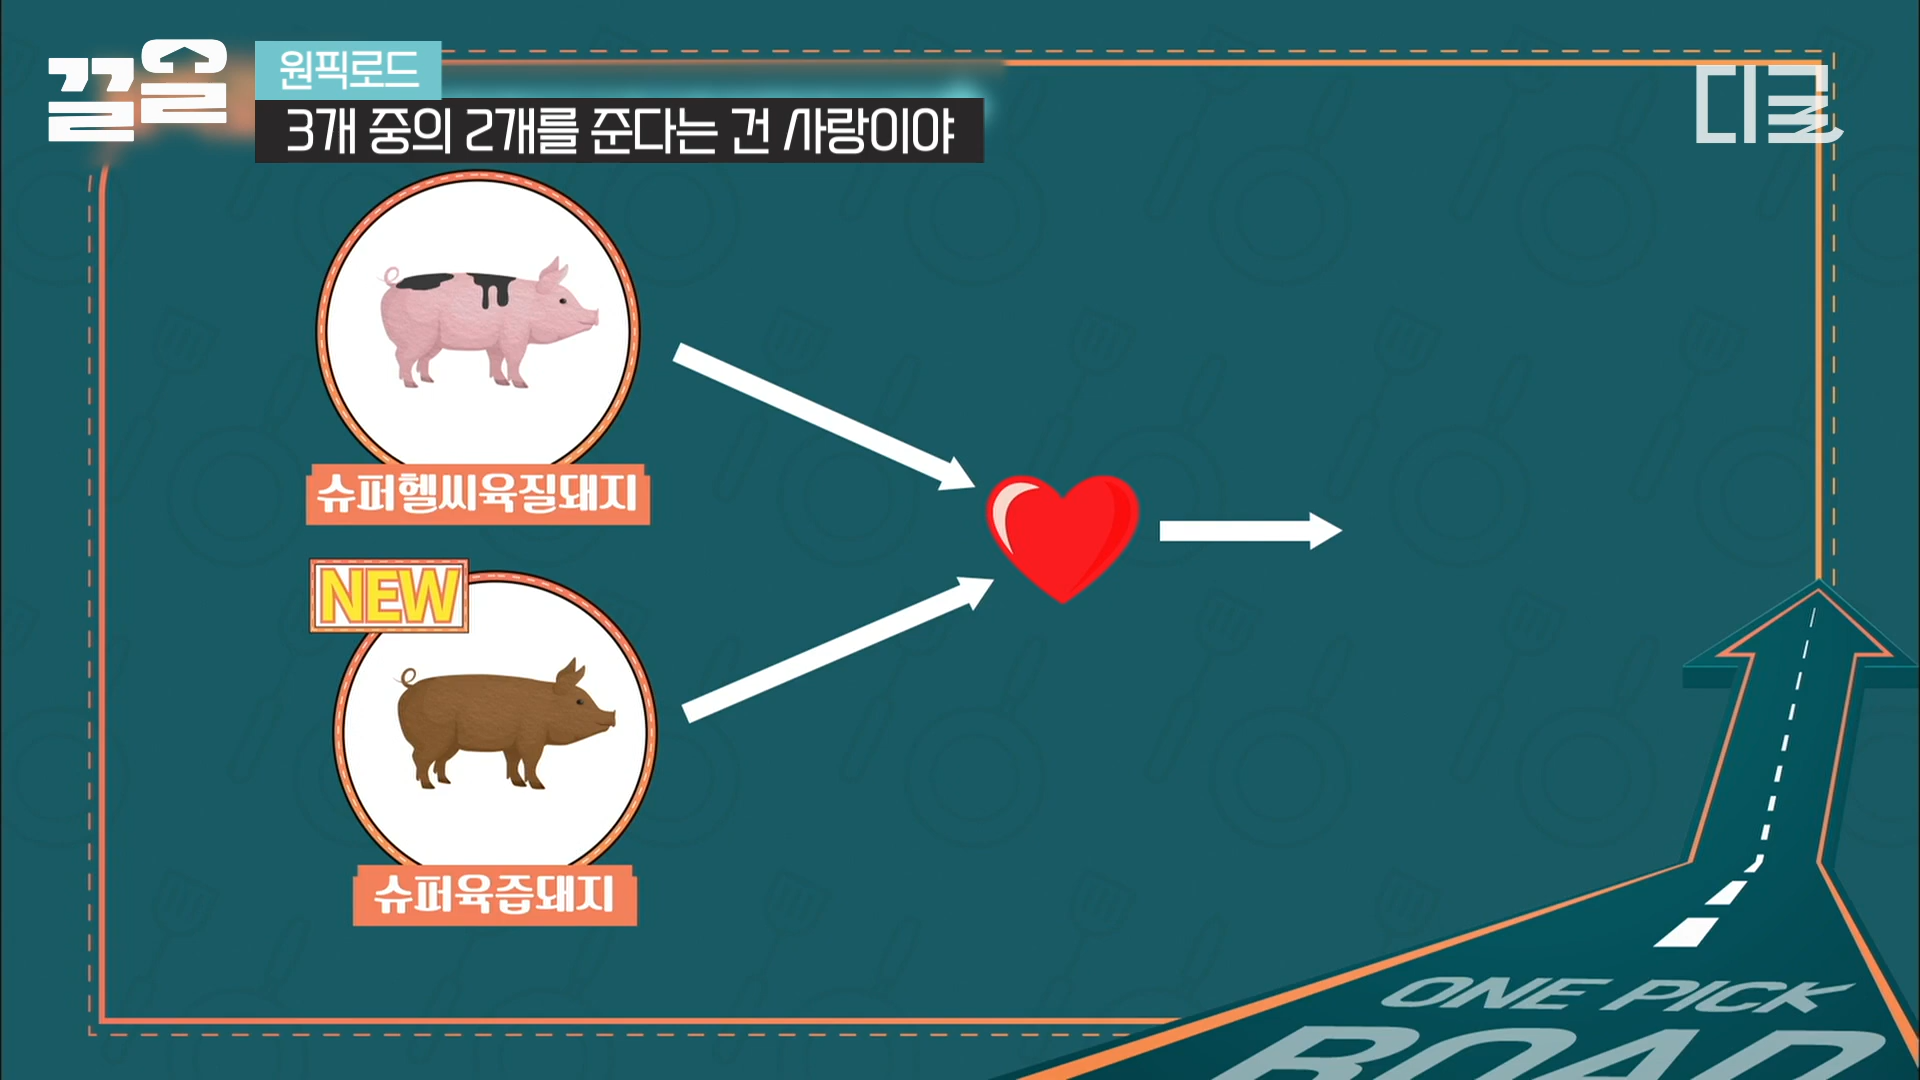 끌올
원픽로드
3개 중의 2개를 준다는 건 사랑이야
디글
슈퍼헬씨육질돼지
NEW
슈퍼육즙돼지
ONE PICK
ROAD